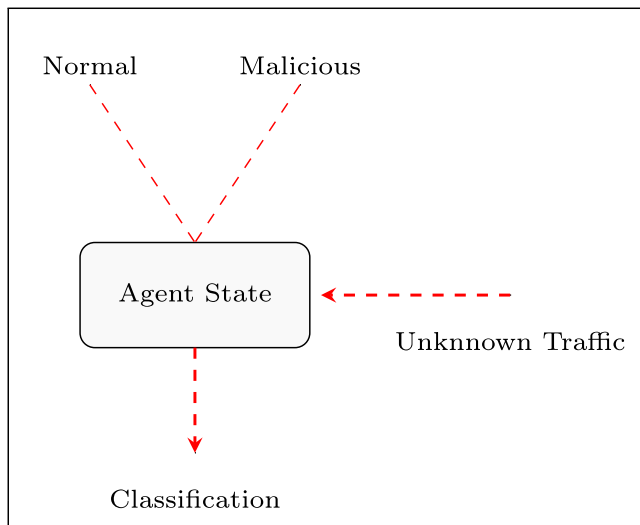 Normal
Malicious
Agent State
Unknnown Traffic
Classification